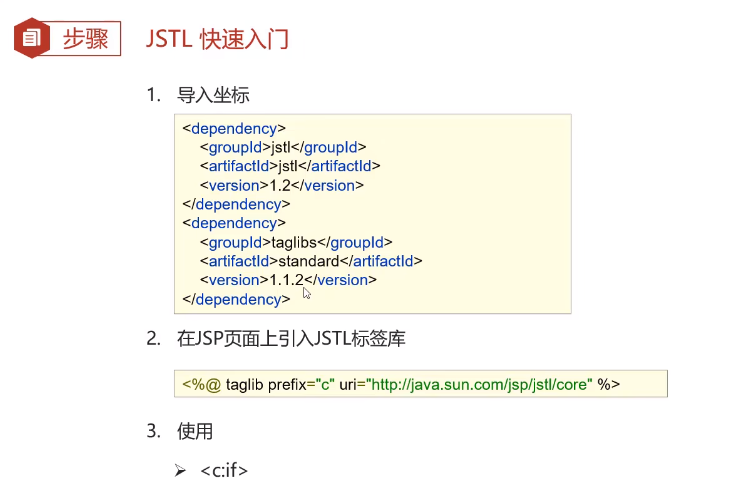 步骤
JSTL 快速入门
1. 导入坐标
<dependency>
<groupId>jstl</groupId>
<artifactId>jstl</artifactId>
<version>1.2</version>
</dependency>
<dependency>
<groupId>taglibs</groupId>
<artifactId>standard</artifactId>
<version>1.1.2</version>
</dependency>
2. 在JSP页面上引入JSTL标签库
<%@ taglib prefix="c" uri="http://java.sun.com/jsp/jstl/core" %>
3. 使用
➢ <c:if>